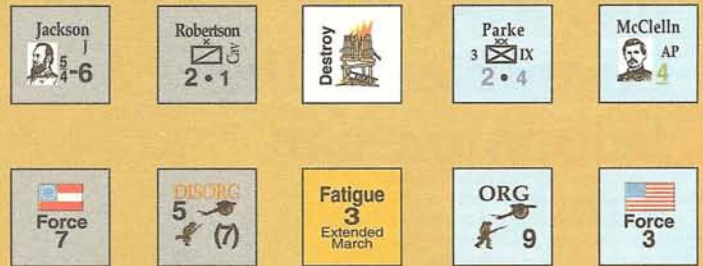 Jackson
J
5
4 -6
Robertson
x
Cav
2 • 1
Destroy
Parke
xx
3 IX
2 • 4
McClelln
AP
4
Force
7
DISORG
5
(7)
Fatigue
3
Extended
March
ORG
9
Force
3